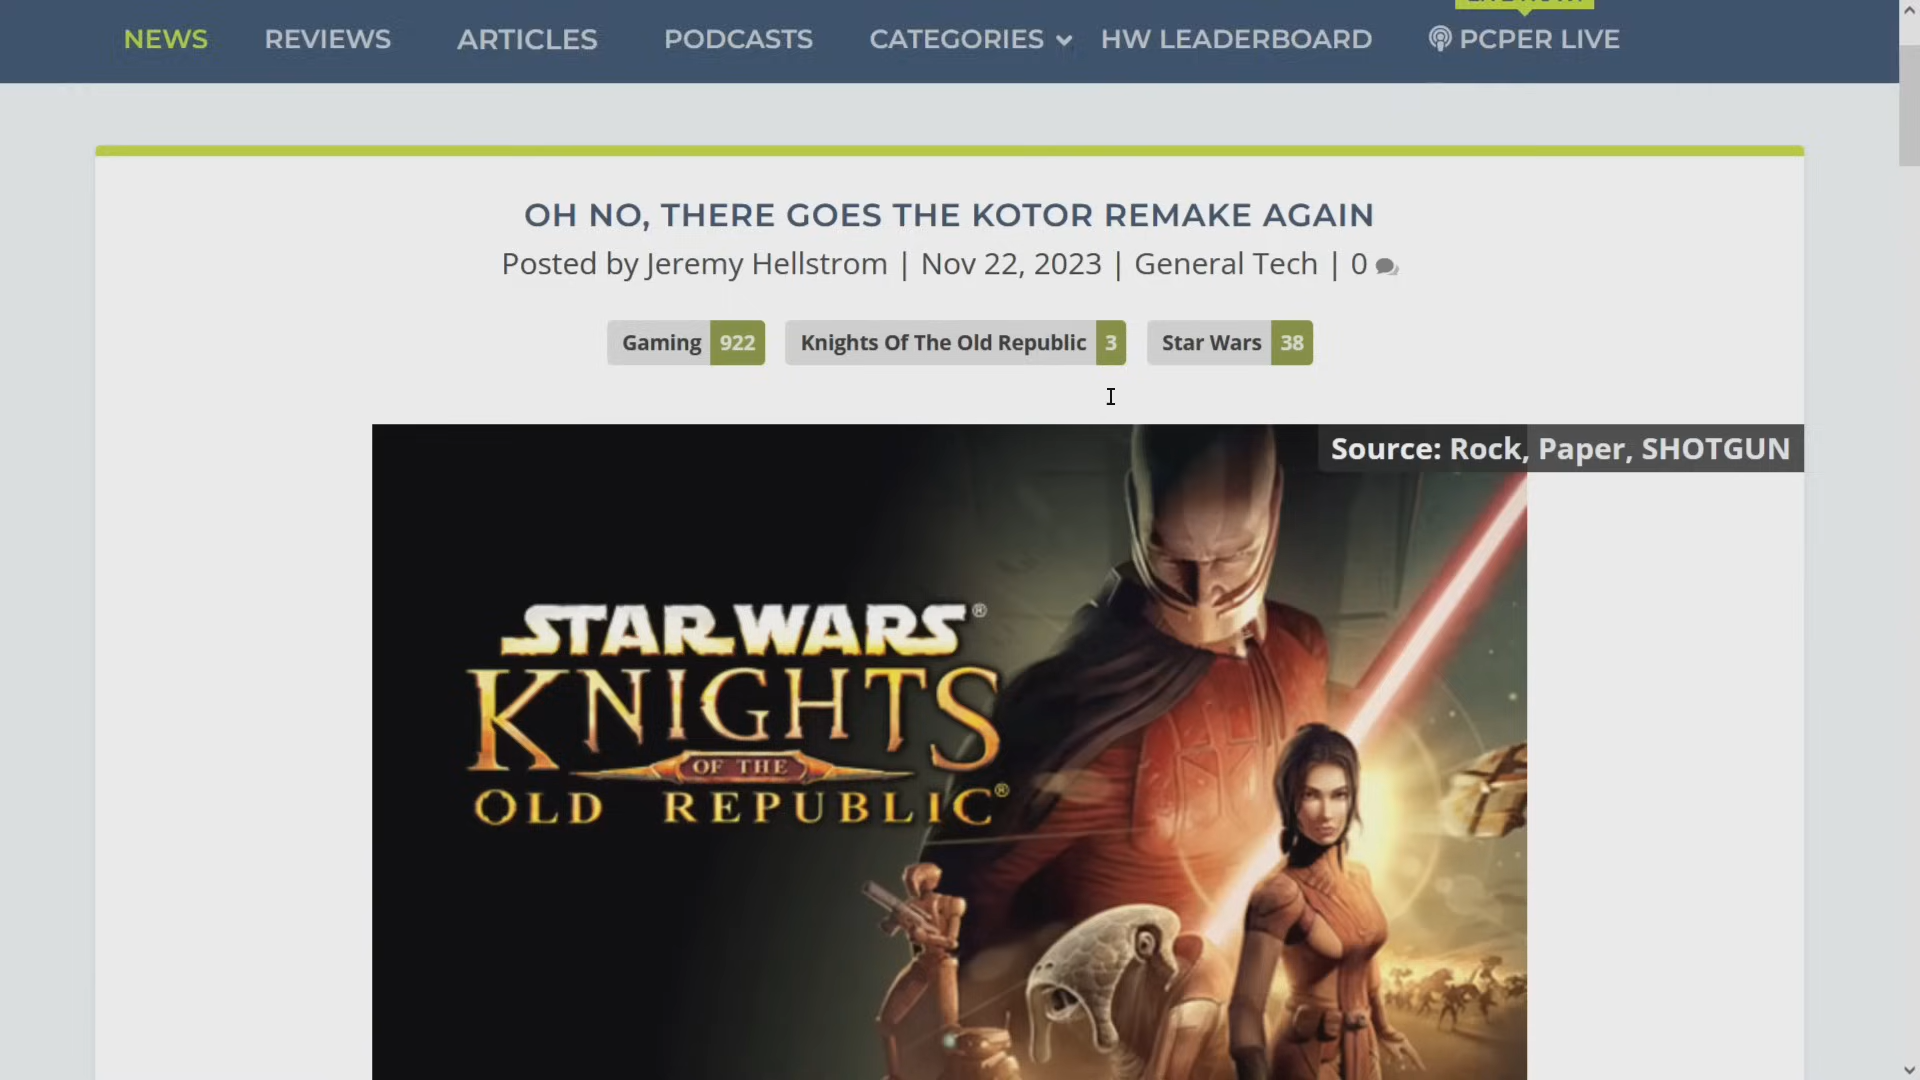 NEWS REVIEWS ARTICLES PODCASTS CATEGORIES HW LEADERBOARD PCPER LIVE
OH NO, THERE GOES THE KOTOR REMAKE AGAIN
Posted by Jeremy Hellstrom | Nov 22, 2023 | General Tech | 0
Gaming 922 Knights Of The Old Republic 3 Star Wars 38
Source: Rock, Paper, SHOTGUN
STAR WARS®
KNIGHTS
OF THE
OLD REPUBLIC®